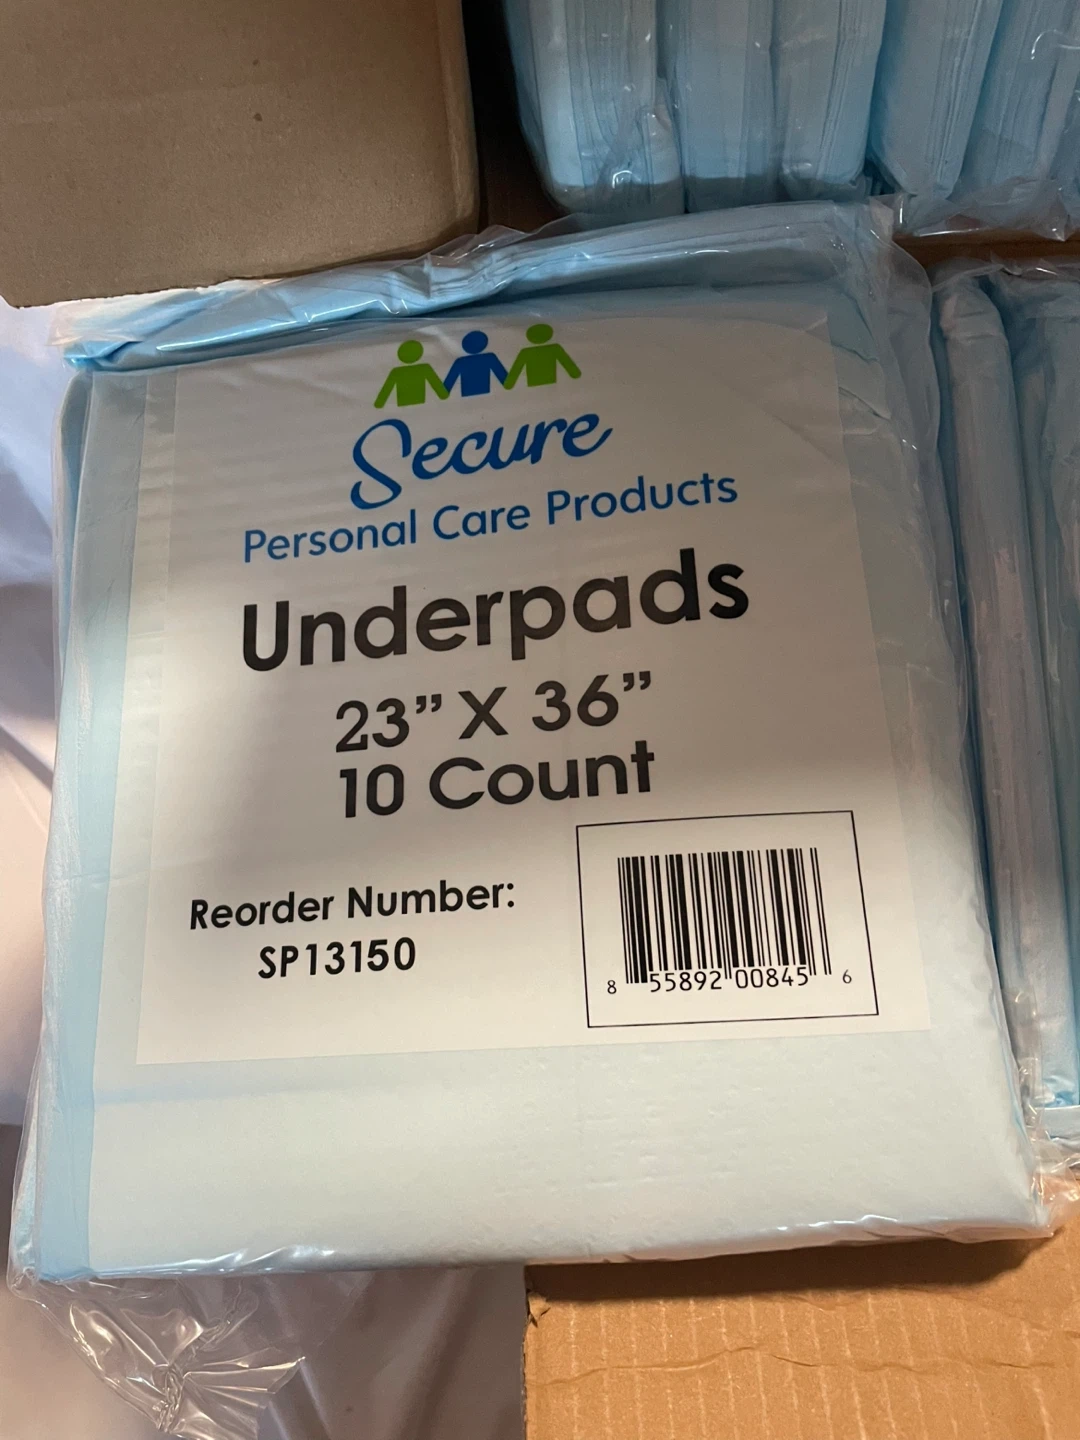 Secure
Personal Care Products
Underpads
23” X 36”
10 Count
Reorder Number:
SP13150
8 55892 00845 6